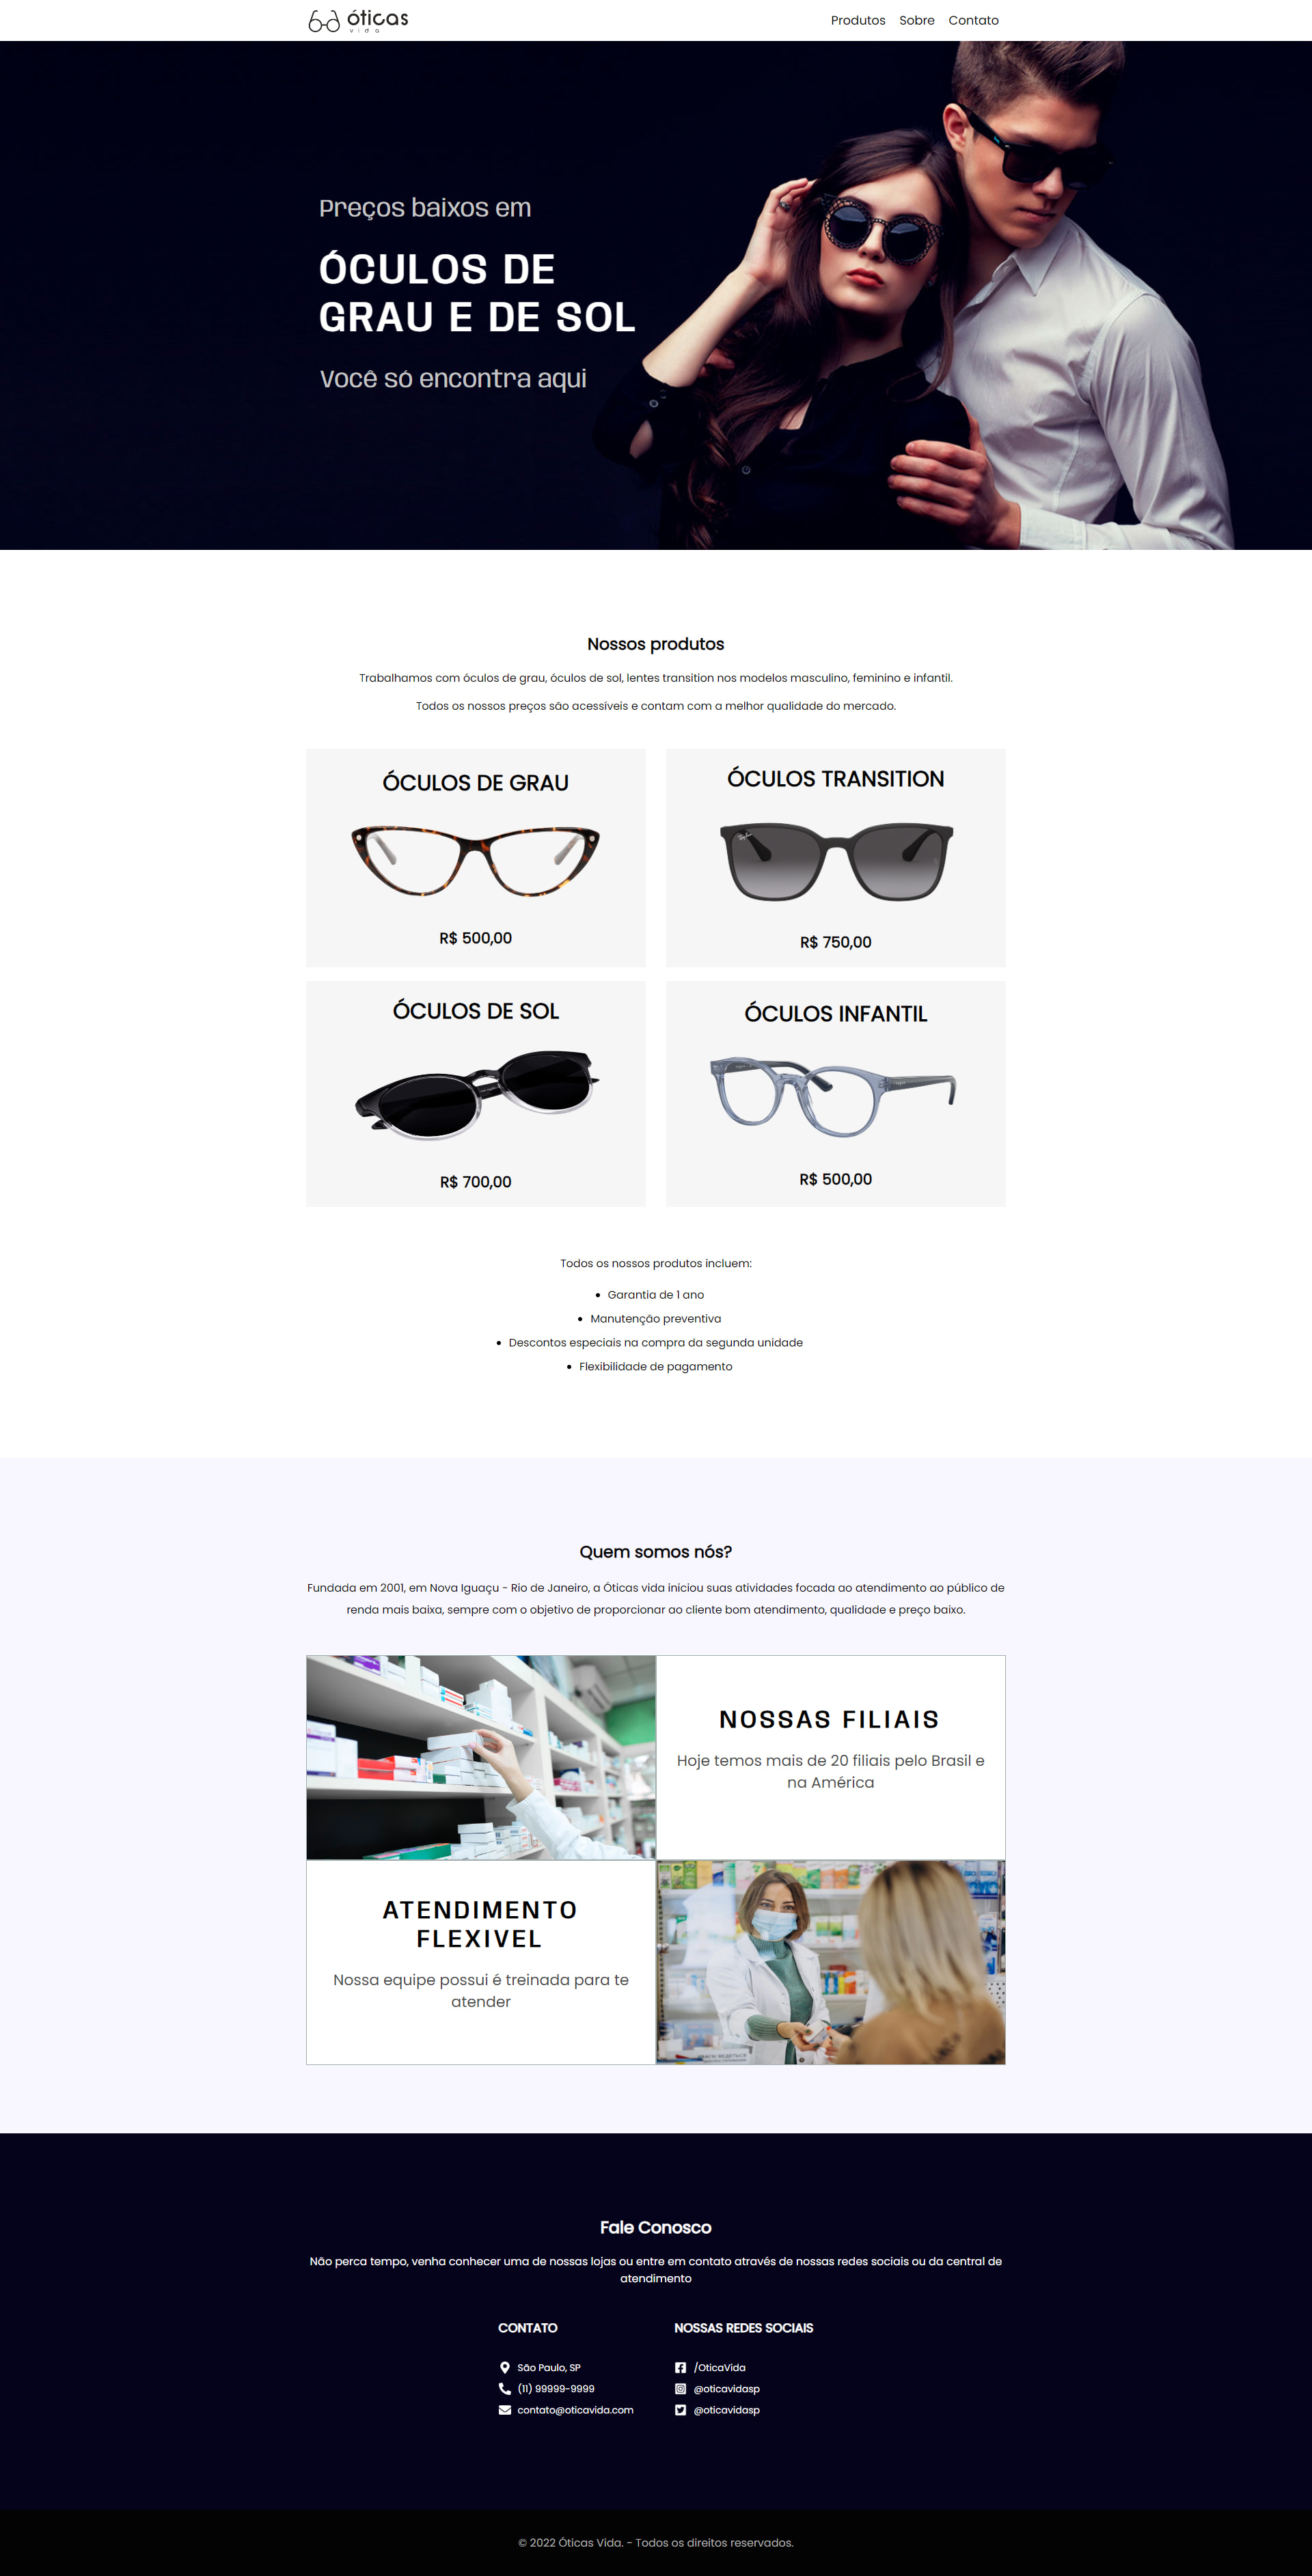 óticas
vida
Produtos Sobre Contato
Preços baixos em
ÓCULOS DE
GRAU E DE SOL
Você só encontra aqui
Nossos produtos
Trabalhamos com óculos de grau, óculos de sol, lentes transition nos modelos masculino, feminino e infantil.
Todos os nossos preços são acessíveis e contam com a melhor qualidade do mercado.
ÓCULOS DE GRAU
R$ 500,00
ÓCULOS TRANSITION
R$ 750,00
ÓCULOS DE SOL
R$ 700,00
ÓCULOS INFANTIL
R$ 500,00
Todos os nossos produtos incluem:
• Garantia de 1 ano
• Manutenção preventiva
• Descontos especiais na compra da segunda unidade
• Flexibilidade de pagamento
Quem somos nós?
Fundada em 2001, em Nova Iguaçu - Rio de Janeiro, a Óticas vida iniciou suas atividades focada ao atendimento ao público de
renda mais baixa, sempre com o objetivo de proporcionar ao cliente bom atendimento, qualidade e preço baixo.
NOSSAS FILIAIS
Hoje temos mais de 20 filiais pelo Brasil e
na América
ATENDIMENTO
FLEXIVEL
Nossa equipe possui é treinada para te
atender
Fale Conosco
Não perca tempo, venha conhecer uma de nossas lojas ou entre em contato através de nossas redes sociais ou da central de
atendimento
CONTATO
São Paulo, SP
(11) 99999-9999
contato@oticavida.com
NOSSAS REDES SOCIAIS
/OticaVida
@oticavidasp
@oticavidasp
© 2022 Óticas Vida. - Todos os direitos reservados.